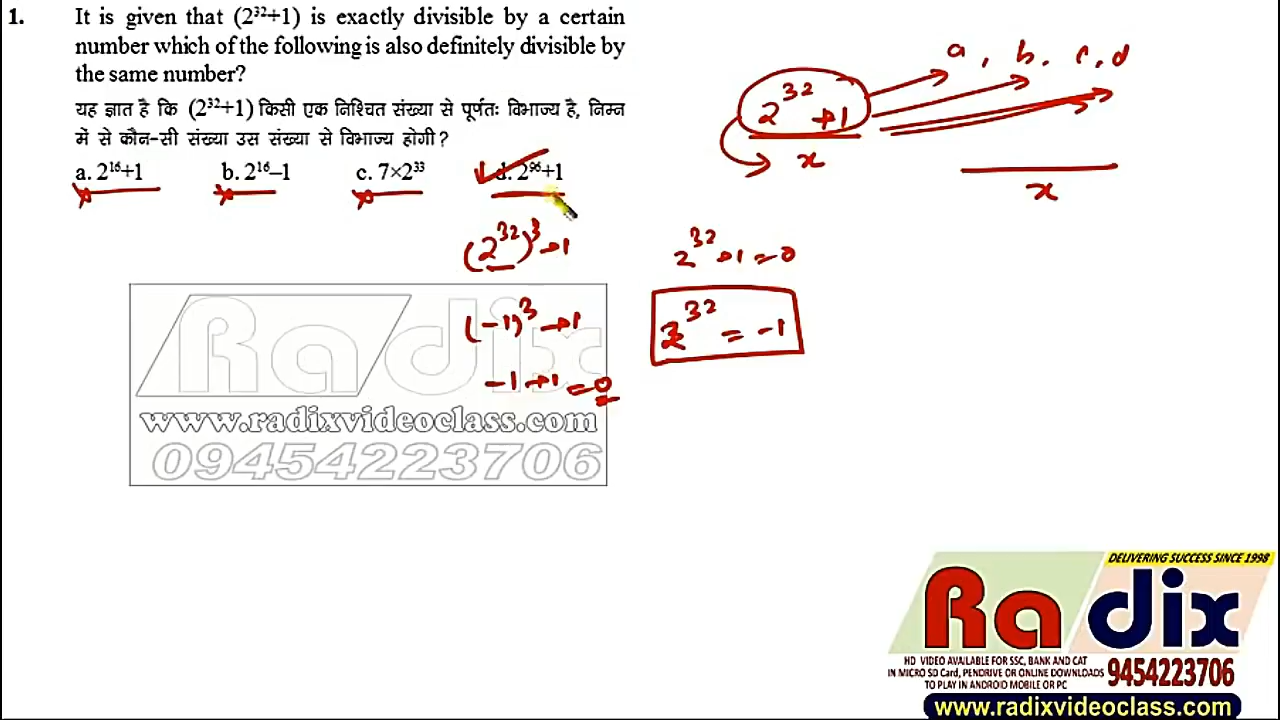 1. It is given that (2³²+1) is exactly divisible by a certain
number which of the following is also definitely divisible by
the same number?
यह ज्ञात है कि (2³²+1) किसी एक निश्चित संख्या से पूर्णतः विभाज्य है, निम्न
में से कौन-सी संख्या उस संख्या से विभाज्य होगी?
a. 2¹⁶+1 b. 2¹⁶–1 c. 7×2³³ d. 2⁹⁶+1
(2³²)³+1
(-1)³+1
-1+1=0
a, b, c, d
2³²+1
x
x
2³²+1=0
2³² = -1
Radix
www.radixvideoclass.com
09454223706
DELIVERING SUCCESS SINCE 1998
Radix
HD VIDEO AVAILABLE FOR SSC, BANK AND CAT
IN MICRO SD Card, PENDRIVE OR ONLINE DOWNLOADS
TO PLAY IN ANDROID MOBILE OR PC
9454223706
www.radixvideoclass.com